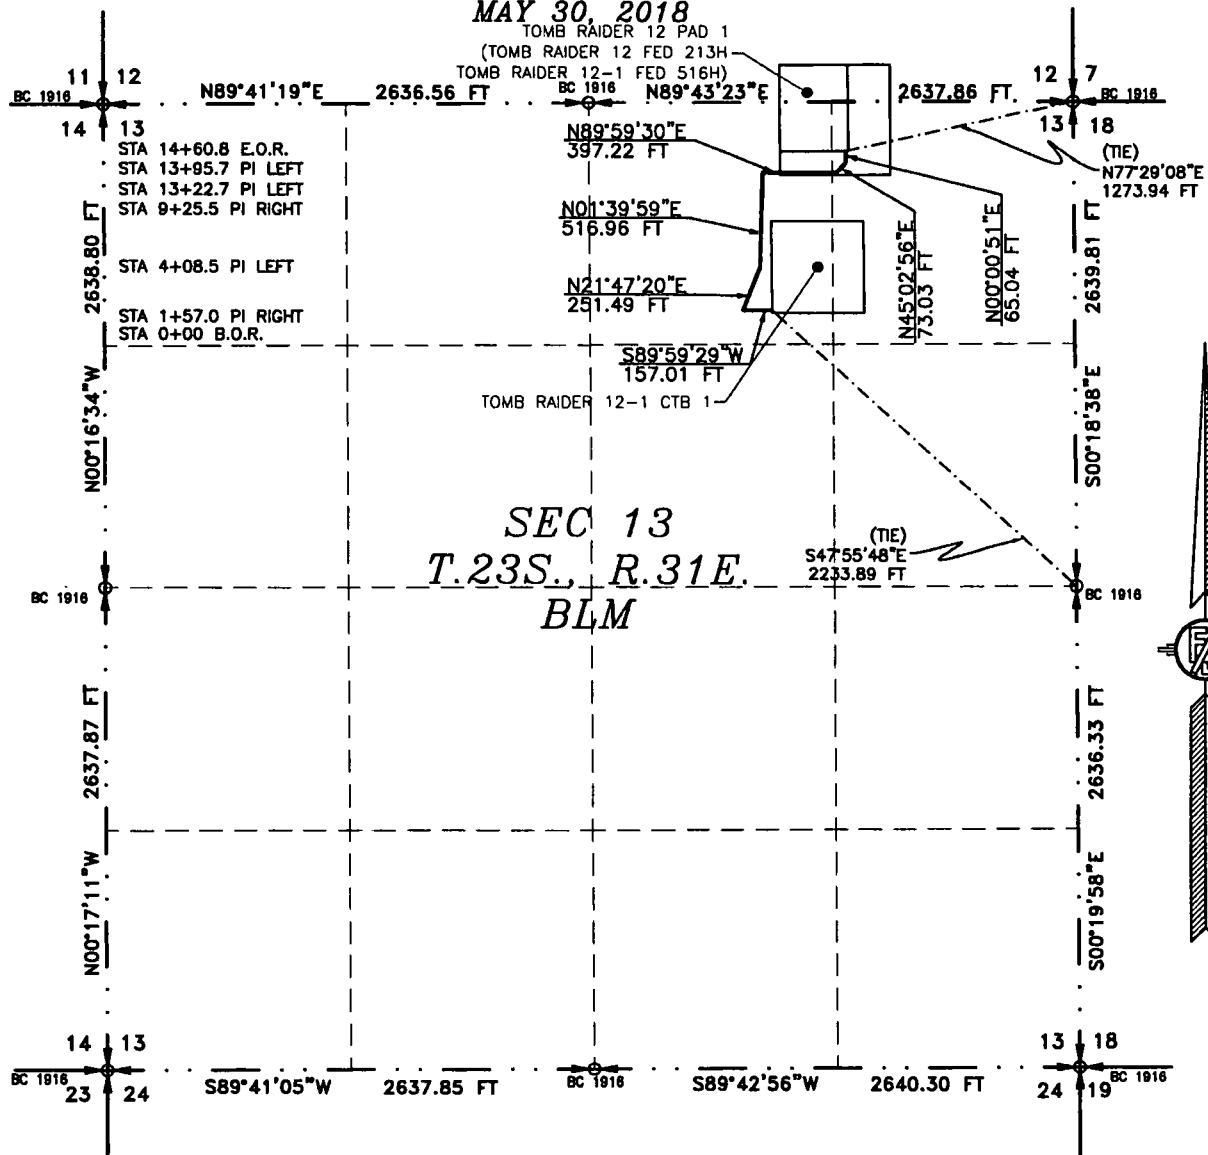 MAY 30, 2018
TOMB RAIDER 12 PAD 1
(TOMB RAIDER 12 FED 213H
TOMB RAIDER 12-1 FED 516H)
11 12
BC 1916
N89°41'19"E 2636.56 FT
BC 1916
N89°43'23"E 2637.86 FT
12 7
BC 1916
14 13
13 18
STA 14+60.8 E.O.R.
STA 13+95.7 PI LEFT
STA 13+22.7 PI LEFT
STA 9+25.5 PI RIGHT
STA 4+08.5 PI LEFT
STA 1+57.0 PI RIGHT
STA 0+00 B.O.R.
N89°59'30"E
397.22 FT
(TIE)
N77°29'08"E
1273.94 FT
N01°39'59"E
516.96 FT
N21°47'20"E
251.49 FT
S89°59'29"W
157.01 FT
N45°02'56"E
73.03 FT
N00°00'51"E
65.04 FT
TOMB RAIDER 12-1 CTB 1
N00°16'34"W 2638.80 FT
S00°18'38"E 2639.81 FT
SEC 13
T.23S., R.31E.
BLM
(TIE)
S47°55'48"E
2233.89 FT
BC 1916
BC 1916
N00°17'11"W 2637.87 FT
S00°19'58"E 2636.33 FT
14 13
13 18
BC 1916
S89°41'05"W 2637.85 FT
BC 1916
S89°42'56"W 2640.30 FT
BC 1916
23 24
24 19